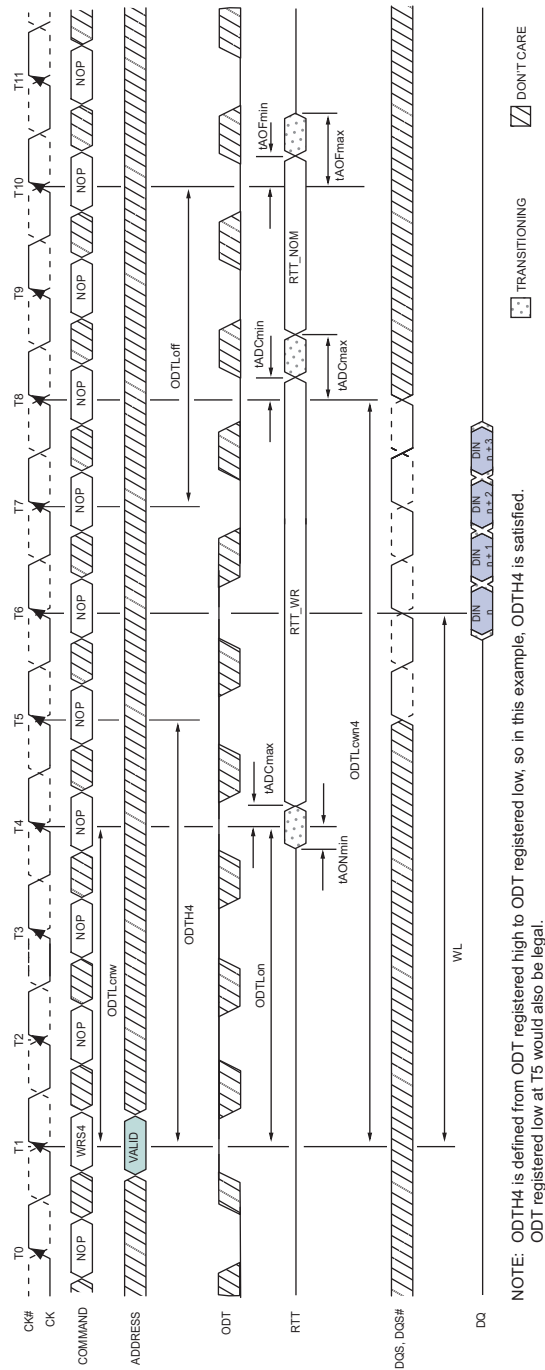 T0 T1 T2 T3 T4 T5 T6 T7 T8 T9 T10 T11
CK#
CK
COMMAND NOP WRS4 NOP NOP NOP NOP NOP NOP NOP NOP NOP NOP
ODTLcnw
ODTLoff
ADDRESS VALID
ODTH4
ODT
ODTLon
tADCmax
tADCmin
tAOFmin
RTT RTT_WR RTT_NOM
tAONmin
tADCmax
tAOFmax
ODTLcwn4
DQS, DQS#
WL
DQ DIN n DIN n + 1 DIN n + 2 DIN n + 3
TRANSITIONING DON'T CARE
NOTE: ODTH4 is defined from ODT registered high to ODT registered low, so in this example, ODTH4 is satisfied.
ODT registered low at T5 would also be legal.